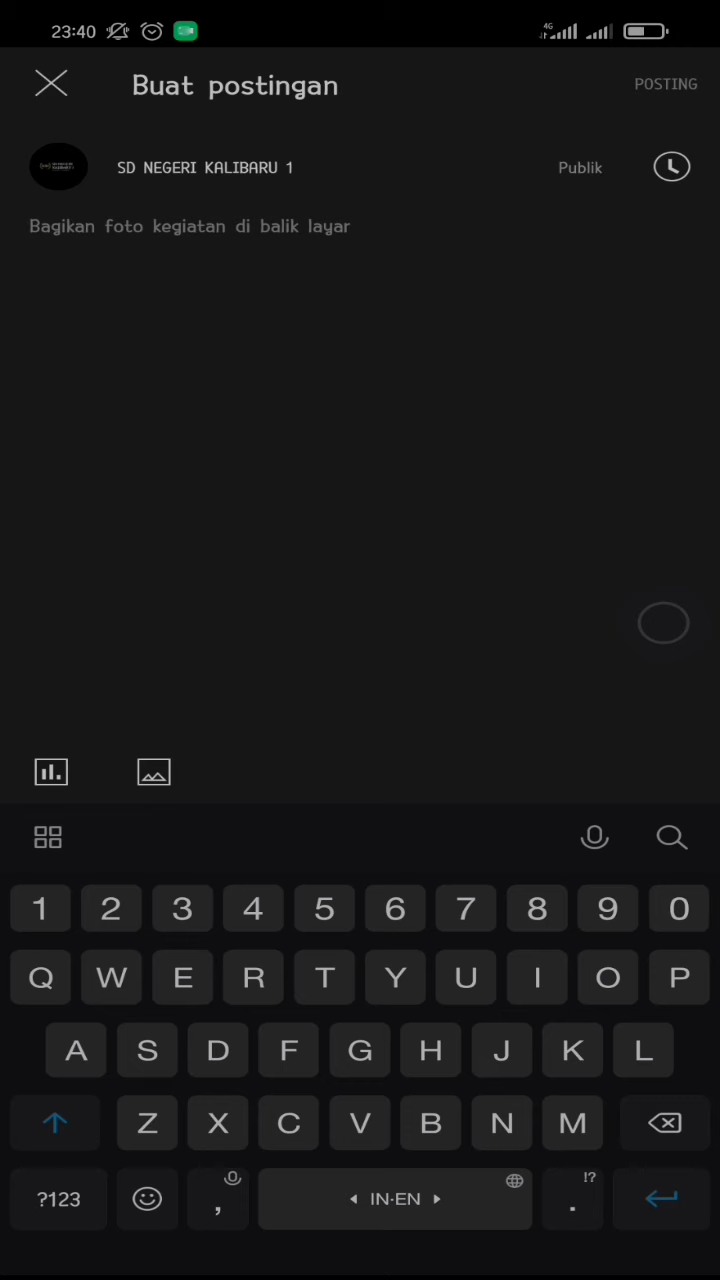 23:40
4G
Buat postingan
POSTING
SD NEGERI KALIBARU 1
Publik
Bagikan foto kegiatan di balik layar
1 2 3 4 5 6 7 8 9 0
Q W E R T Y U I O P
A S D F G H J K L
Z X C V B N M
?123 , IN·EN . !?